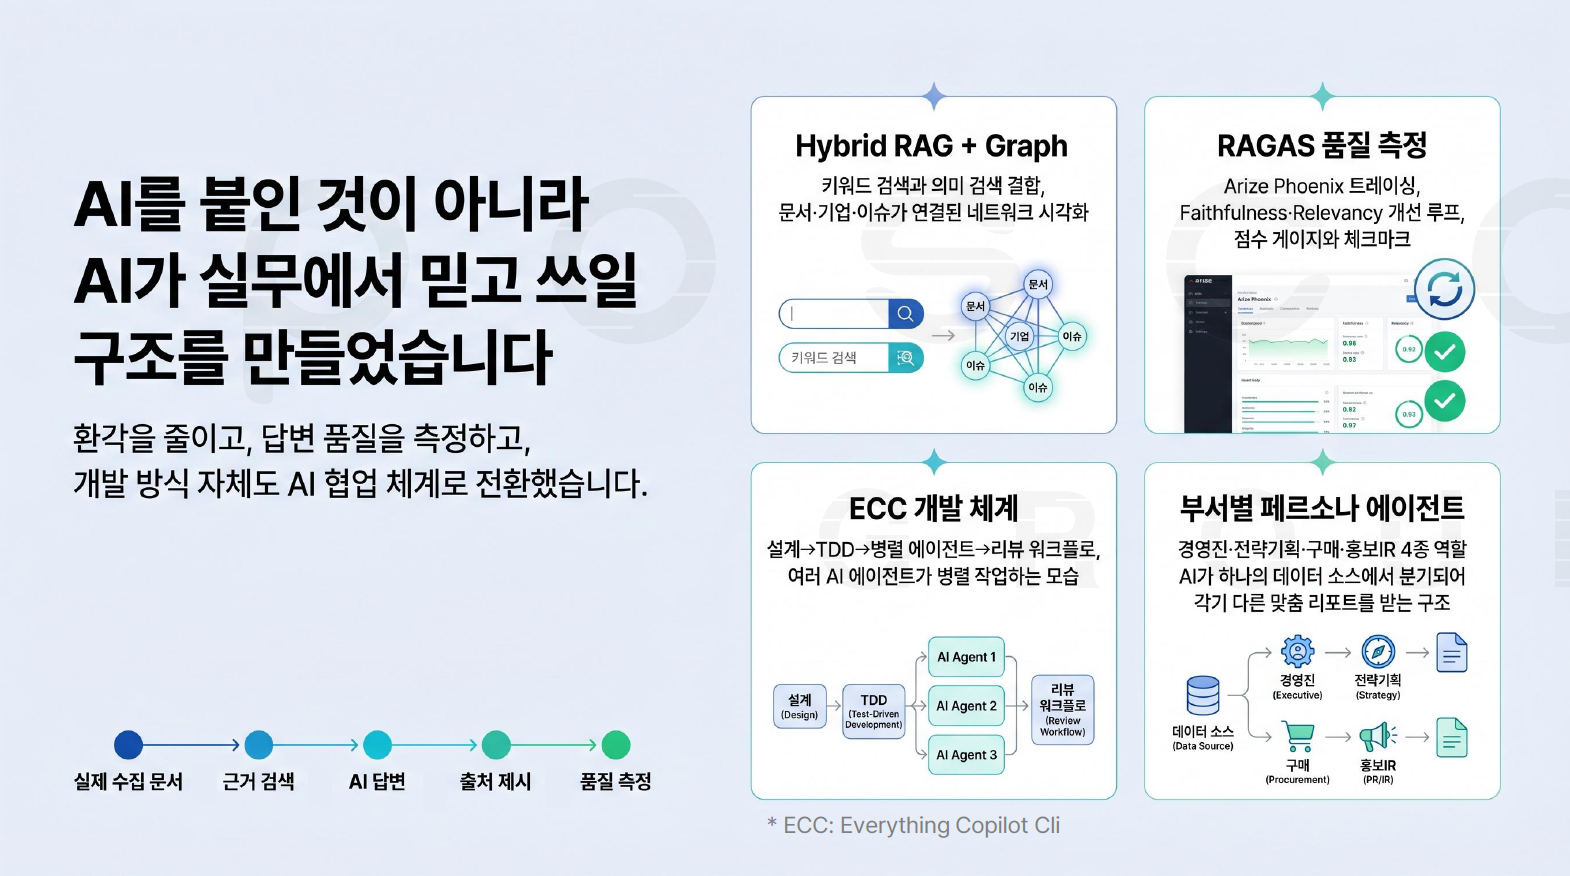 AI를 붙인 것이 아니라
AI가 실무에서 믿고 쓰일
구조를 만들었습니다
환각을 줄이고, 답변 품질을 측정하고,
개발 방식 자체도 AI 협업 체계로 전환했습니다.
실제 수집 문서
근거 검색
AI 답변
출처 제시
품질 측정
Hybrid RAG + Graph
키워드 검색과 의미 검색 결합,
문서·기업·이슈가 연결된 네트워크 시각화
키워드 검색
문서
문서
기업
이슈
이슈
이슈
RAGAS 품질 측정
Arize Phoenix 트레이싱,
Faithfulness·Relevancy 개선 루프,
점수 게이지와 체크마크
Arize Phoenix
Faithfulness
Relevancy
0.98
0.93
0.92
0.82
0.97
0.93
ECC 개발 체계
설계→TDD→병렬 에이전트→리뷰 워크플로,
여러 AI 에이전트가 병렬 작업하는 모습
설계
(Design)
TDD
(Test-Driven
Development)
AI Agent 1
AI Agent 2
AI Agent 3
리뷰
워크플로
(Review
Workflow)
부서별 페르소나 에이전트
경영진·전략기획·구매·홍보IR 4종 역할
AI가 하나의 데이터 소스에서 분기되어
각기 다른 맞춤 리포트를 받는 구조
데이터 소스
(Data Source)
경영진
(Executive)
전략기획
(Strategy)
구매
(Procurement)
홍보IR
(PR/IR)
* ECC: Everything Copilot Cli